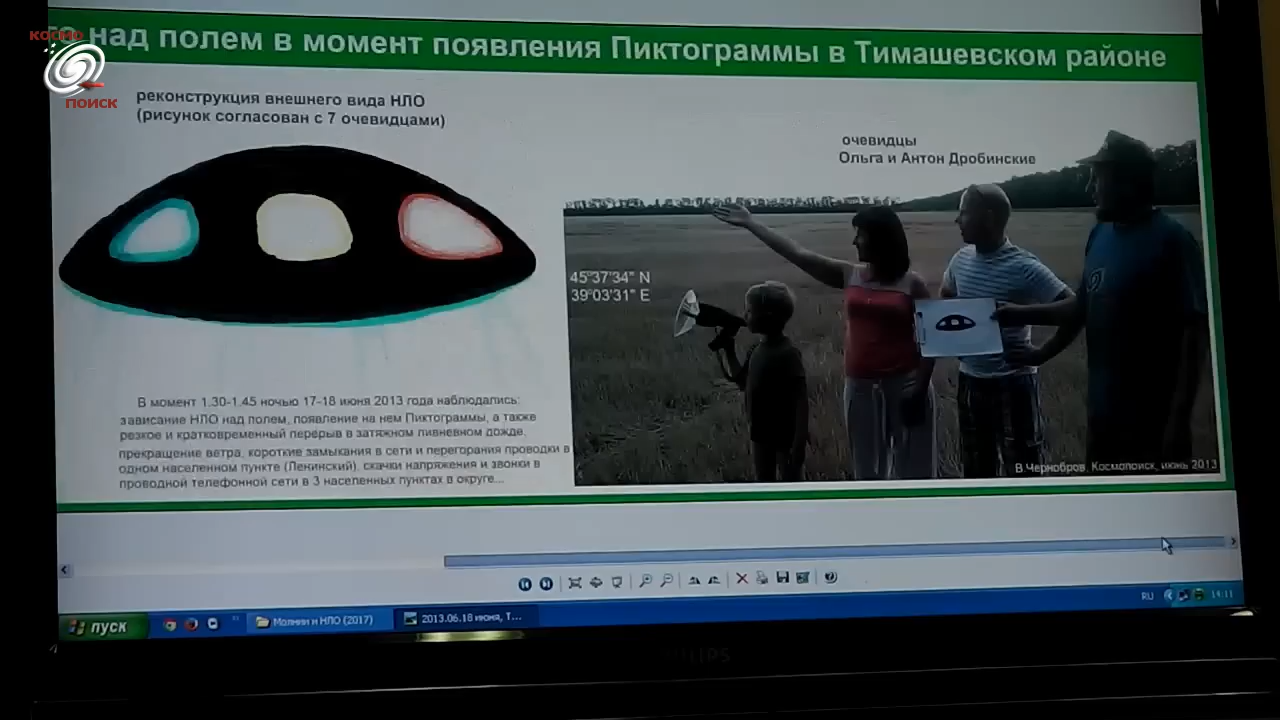 КОСМО
ПОИСК
над полем в момент появления Пиктограммы в Тимашевском районе
реконструкция внешнего вида НЛО
(рисунок согласован с 7 очевидцами)
очевидцы
Ольга и Антон Дробинские
45°37'34" N
39°03'31" E
В момент 1.30-1.45 ночью 17-18 июня 2013 года наблюдались:
зависание НЛО над полем, появление на нем Пиктограммы, а также
резкое и кратковременный перерыв в затяжном ливневном дожде,
прекращение ветра, короткие замыкания в сети и перегорания проводки в
одном населенном пункте (Ленинский), скачки напряжения и звонки в
проводной телефонной сети в 3 населенных пунктах в округе...
В.Чернобров, Космопоиск, июнь 2013
пуск
Молнии и НЛО (2017)
2013.06.18 июня, Т...
RU
14:11
PHILIPS